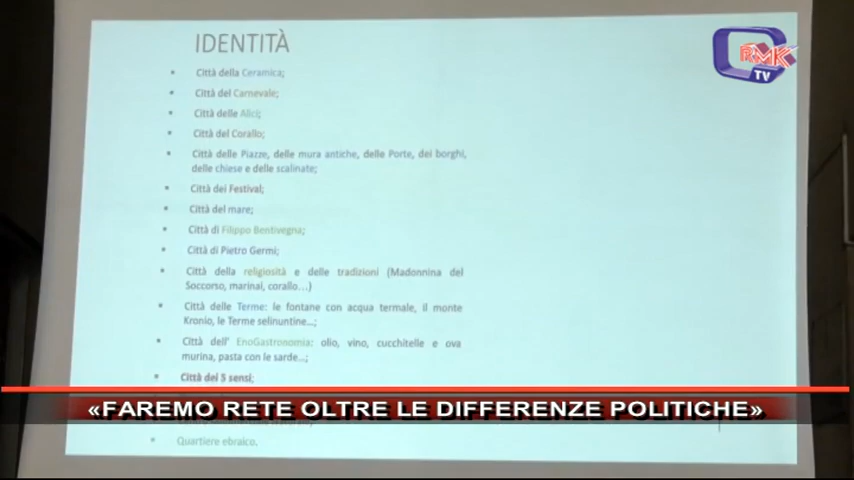 IDENTITÀ
RMK
TV
• Città della Ceramica;
• Città del Carnevale;
• Città delle Alici;
• Città del Corallo;
• Città delle Piazze, delle mura antiche, delle Porte, dei borghi,
delle chiese e delle scalinate;
• Città dei Festival;
• Città del mare;
• Città di Filippo Bentivegna;
• Città di Pietro Germi;
• Città della religiosità e delle tradizioni (Madonnina del
Soccorso, marinai, corallo...)
• Città delle Terme: le fontane con acqua termale, il monte
Kronio, le Terme selinuntine...;
• Città dell' EnoGastronomia: olio, vino, cucchitelle e ova
murina, pasta con le sarde...;
• Città dei 5 sensi;
«FAREMO RETE OLTRE LE DIFFERENZE POLITICHE»
• Quartiere ebraico.